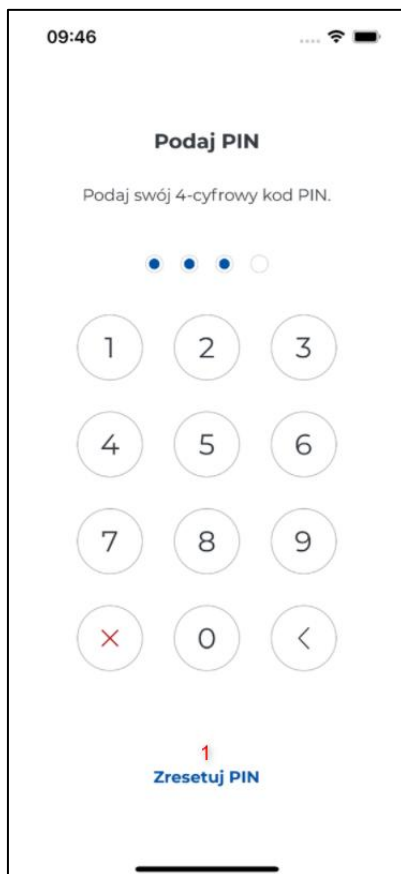 09:46
Podaj PIN
Podaj swój 4-cyfrowy kod PIN.
1 2 3
4 5 6
7 8 9
0
1
Zresetuj PIN